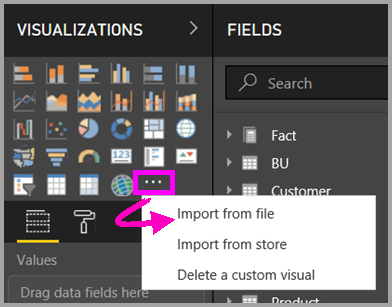 VISUALIZATIONS
FIELDS
Search
123
Fact
BU
Customer
Import from file
Import from store
Delete a custom visual
Values
Drag data fields here